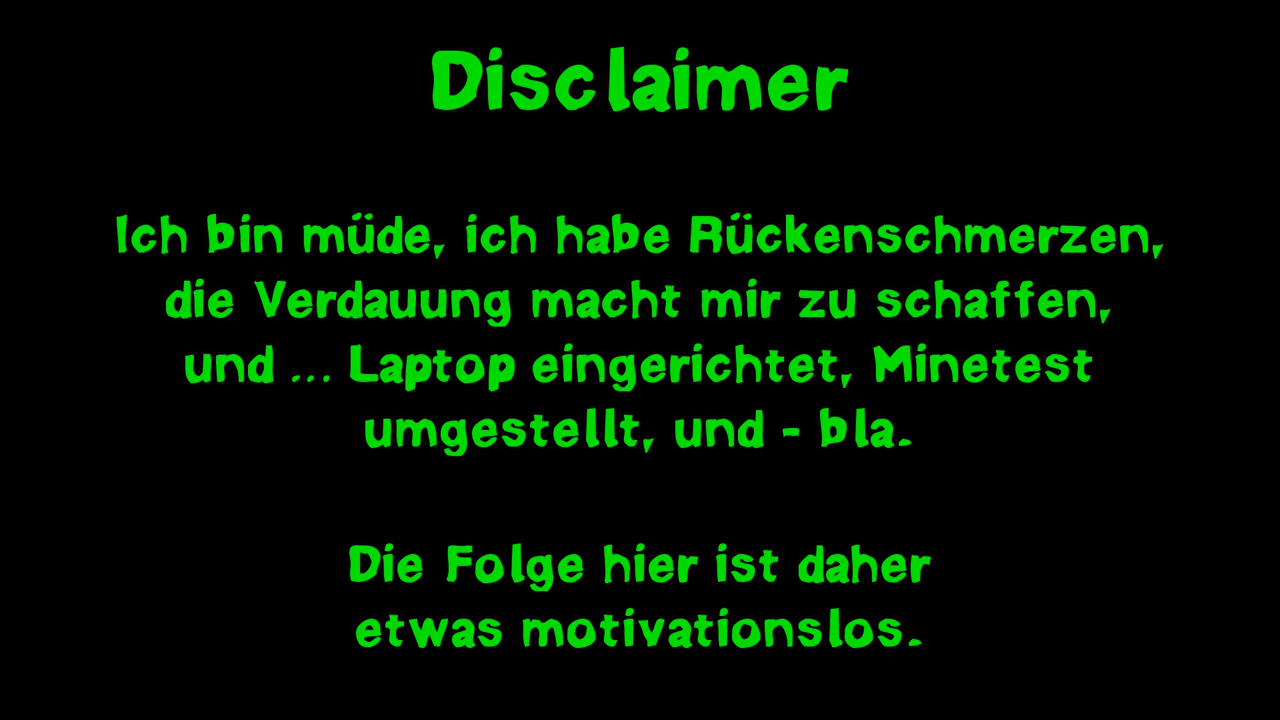 Disclaimer
Ich bin müde, ich habe Rückenschmerzen,
die Verdauung macht mir zu schaffen,
und ... Laptop eingerichtet, Minetest
umgestellt, und - bla.
Die Folge hier ist daher
etwas motivationslos.